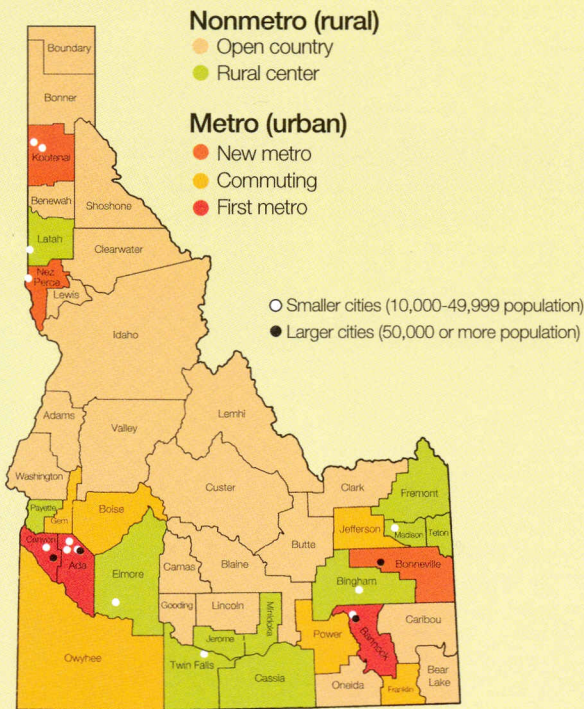 Nonmetro (rural)
Open country
Rural center
Metro (urban)
New metro
Commuting
First metro
Smaller cities (10,000-49,999 population)
Larger cities (50,000 or more population)
Boundary
Bonner
Kootenai
Benewah
Shoshone
Latah
Clearwater
Nez
Perce
Lewis
Idaho
Adams
Valley
Lemhi
Washington
Custer
Clark
Fremont
Payette
Gem
Boise
Butte
Jefferson
Madison
Teton
Canyon
Ada
Elmore
Camas
Blaine
Bonneville
Bingham
Gooding
Lincoln
Minidoka
Jerome
Power
Bannock
Caribou
Owyhee
Twin Falls
Cassia
Oneida
Franklin
Bear
Lake